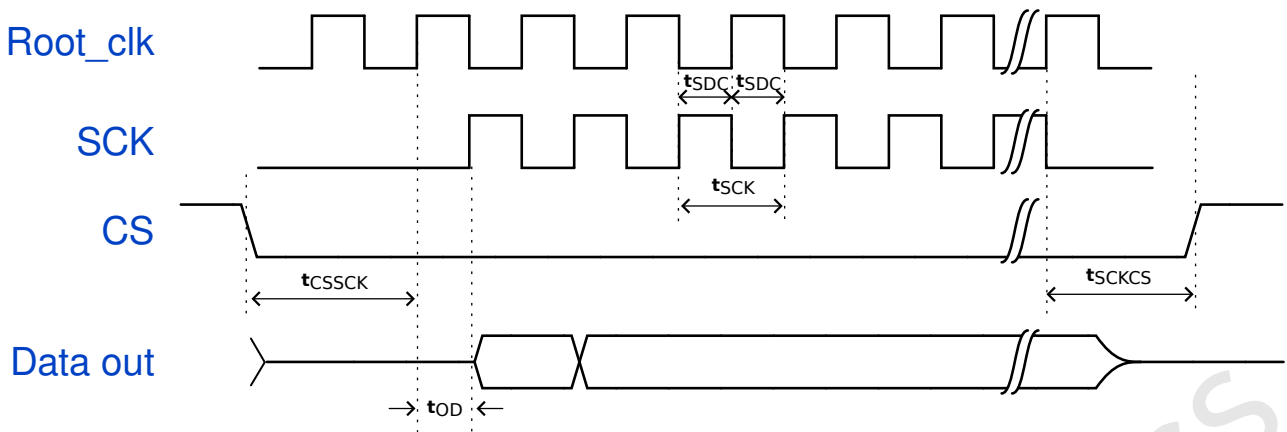 Root_clk
tSDC tSDC
SCK
tSCK
CS
tCSSCK
tSCKCS
Data out
tOD